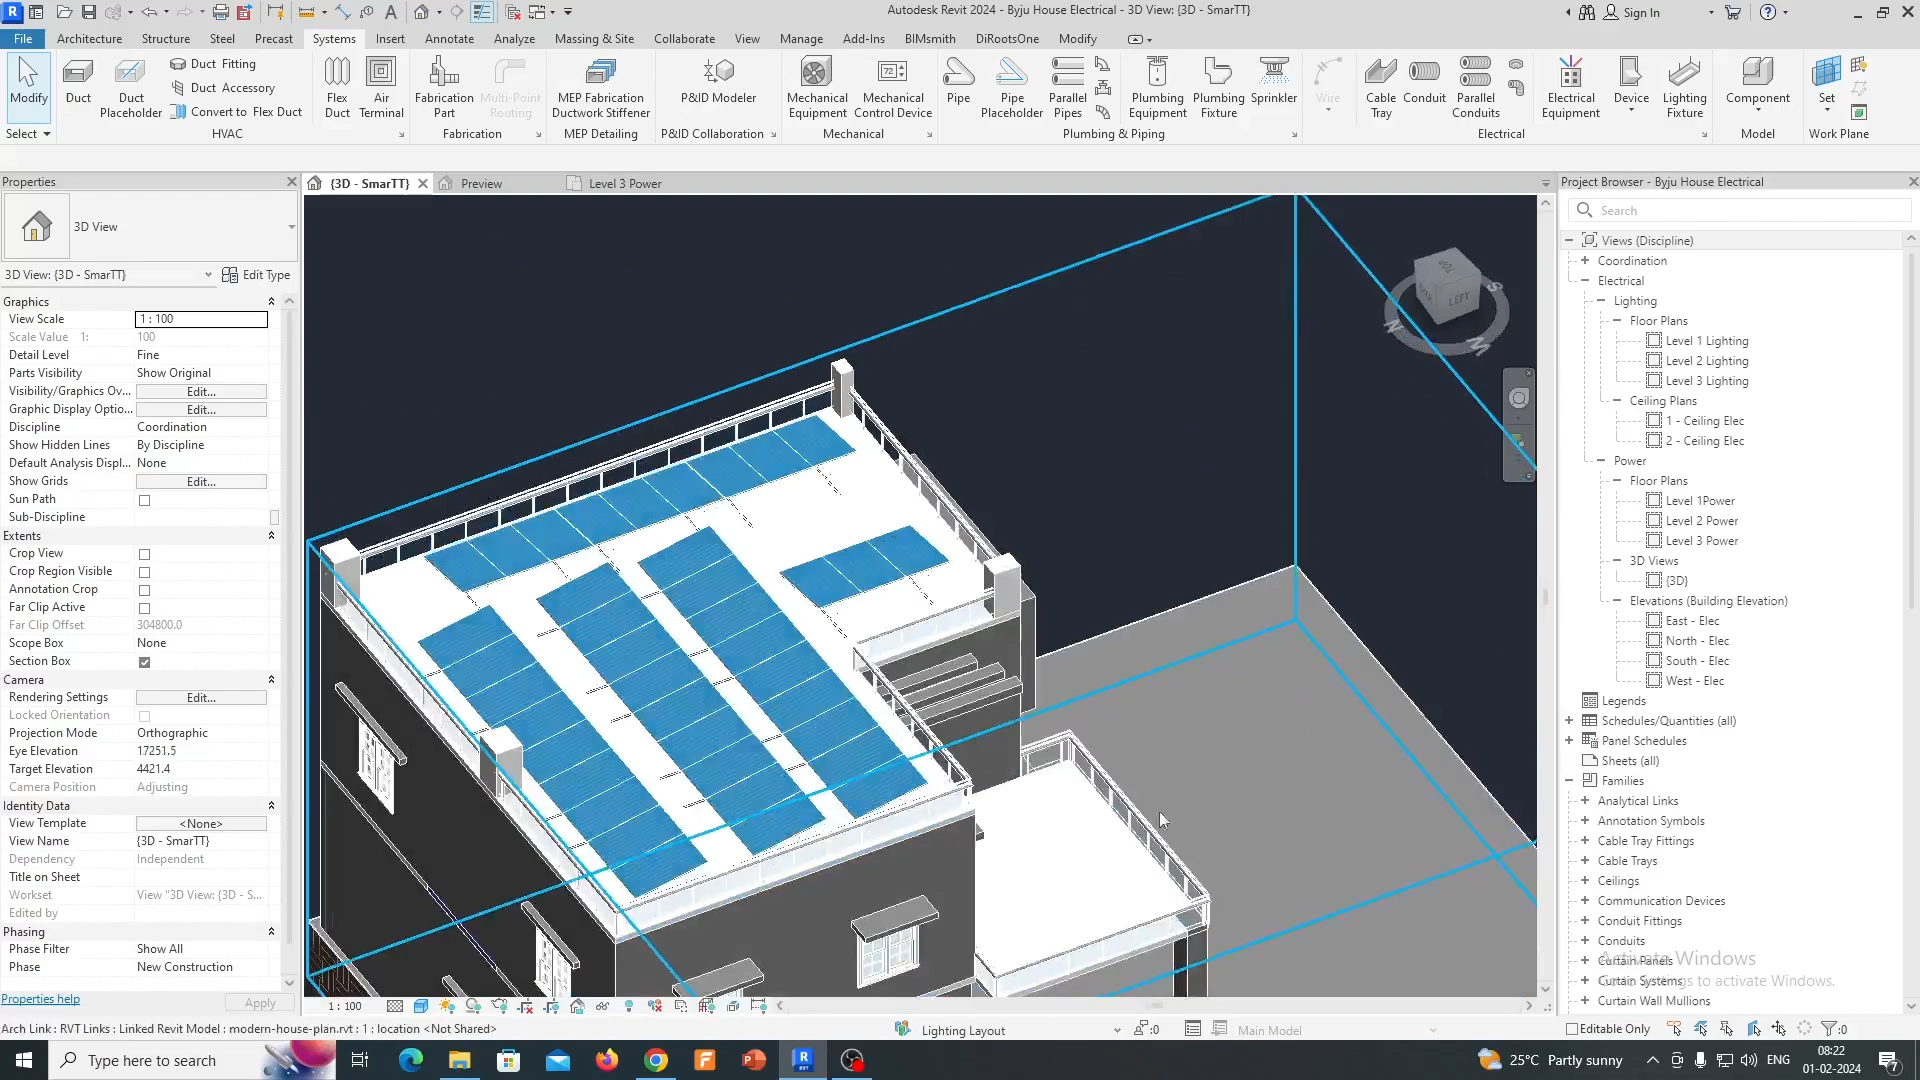 Autodesk Revit 2024 - Byju House Electrical - 3D View: {3D - SmarTT}
Sign In
File Architecture Structure Steel Precast Systems Insert Annotate Analyze Massing & Site Collaborate View Manage Add-Ins BIMsmith DiRootsOne Modify
Modify
Duct
Duct Placeholder
Duct Fitting
Duct Accessory
Convert to Flex Duct
Flex Duct
Air Terminal
Fabrication Part
Multi-Point Routing
MEP Fabrication Ductwork Stiffener
P&ID Modeler
Mechanical Equipment
Mechanical Control Device
Pipe
Pipe Placeholder
Parallel Pipes
Plumbing Equipment
Plumbing Fixture
Sprinkler
Wire
Cable Tray
Conduit
Parallel Conduits
Electrical Equipment
Device
Lighting Fixture
Component
Set
Select HVAC Fabrication MEP Detailing P&ID Collaboration Mechanical Plumbing & Piping Electrical Model Work Plane
Properties
3D View
3D View: {3D - SmarTT} Edit Type
Graphics
View Scale 1 : 100
Scale Value 1: 100
Detail Level Fine
Parts Visibility Show Original
Visibility/Graphics Ov... Edit...
Graphic Display Optio... Edit...
Discipline Coordination
Show Hidden Lines By Discipline
Default Analysis Displ... None
Show Grids Edit...
Sun Path
Sub-Discipline
Extents
Crop View
Crop Region Visible
Annotation Crop
Far Clip Active
Far Clip Offset 304800.0
Scope Box None
Section Box
Camera
Rendering Settings Edit...
Locked Orientation
Projection Mode Orthographic
Eye Elevation 17251.5
Target Elevation 4421.4
Camera Position Adjusting
Identity Data
View Template <None>
View Name {3D - SmarTT}
Dependency Independent
Title on Sheet
Workset View "3D View: {3D - S...
Edited by
Phasing
Phase Filter Show All
Phase New Construction
Properties help Apply
{3D - SmarTT} Preview Level 3 Power
TOP
LEFT
S
N
1 : 100
Project Browser - Byju House Electrical
Search
Views (Discipline)
Coordination
Electrical
Lighting
Floor Plans
Level 1 Lighting
Level 2 Lighting
Level 3 Lighting
Ceiling Plans
1 - Ceiling Elec
2 - Ceiling Elec
Power
Floor Plans
Level 1Power
Level 2 Power
Level 3 Power
3D Views
{3D}
Elevations (Building Elevation)
East - Elec
North - Elec
South - Elec
West - Elec
Legends
Schedules/Quantities (all)
Panel Schedules
Sheets (all)
Families
Analytical Links
Annotation Symbols
Cable Tray Fittings
Cable Trays
Ceilings
Communication Devices
Conduit Fittings
Conduits
Curtain Panels
Curtain Systems
Curtain Wall Mullions
Activate Windows
to activate Windows.
Arch Link : RVT Links : Linked Revit Model : modern-house-plan.rvt : 1 : location <Not Shared>
Lighting Layout :0 Main Model Editable Only :0
Type here to search
25°C Partly sunny ENG
08:22
01-02-2024